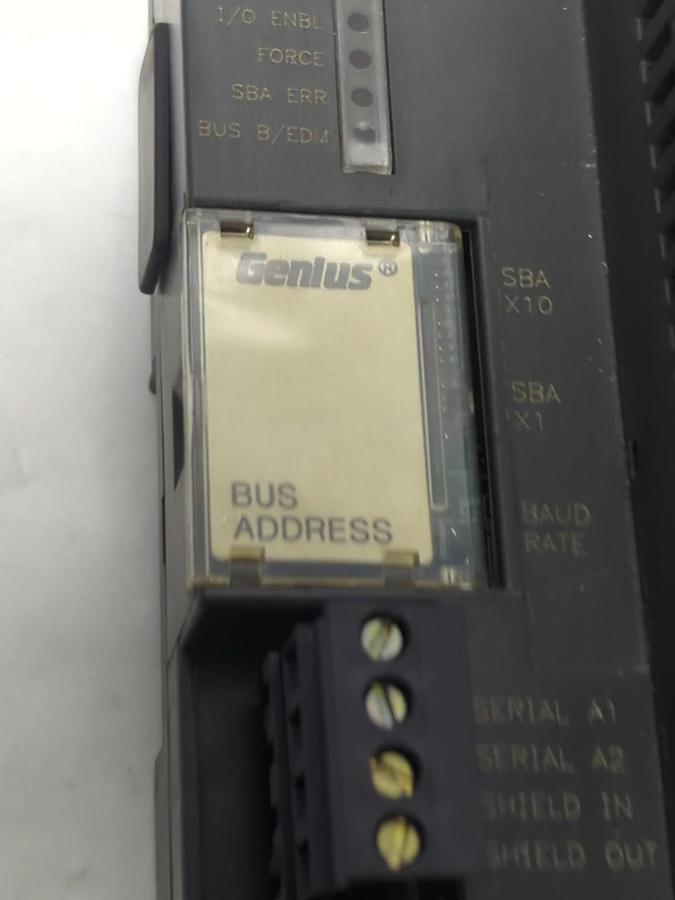 I/O ENBL
FORCE
SBA ERR
BUS B/EDM
Genius®
SBA
X10
SBA
X1
BUS
ADDRESS
BAUD
RATE
SERIAL A1
SERIAL A2
SHIELD IN
SHIELD OUT